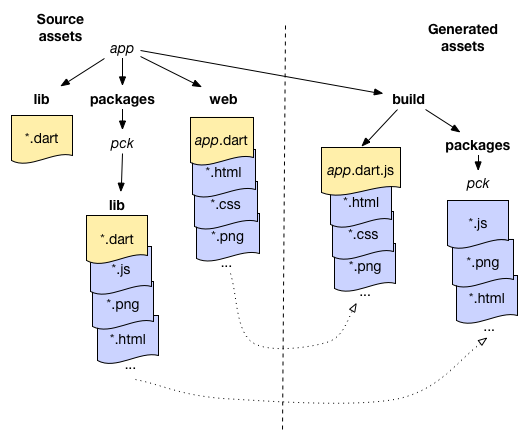 Source
assets
Generated
assets
app
lib
packages
web
build
*.dart
pck
lib
*.dart
*.js
*.png
*.html
...
app.dart
*.html
*.css
*.png
...
app.dart.js
*.html
*.css
*.png
...
packages
pck
*.js
*.png
*.html
...